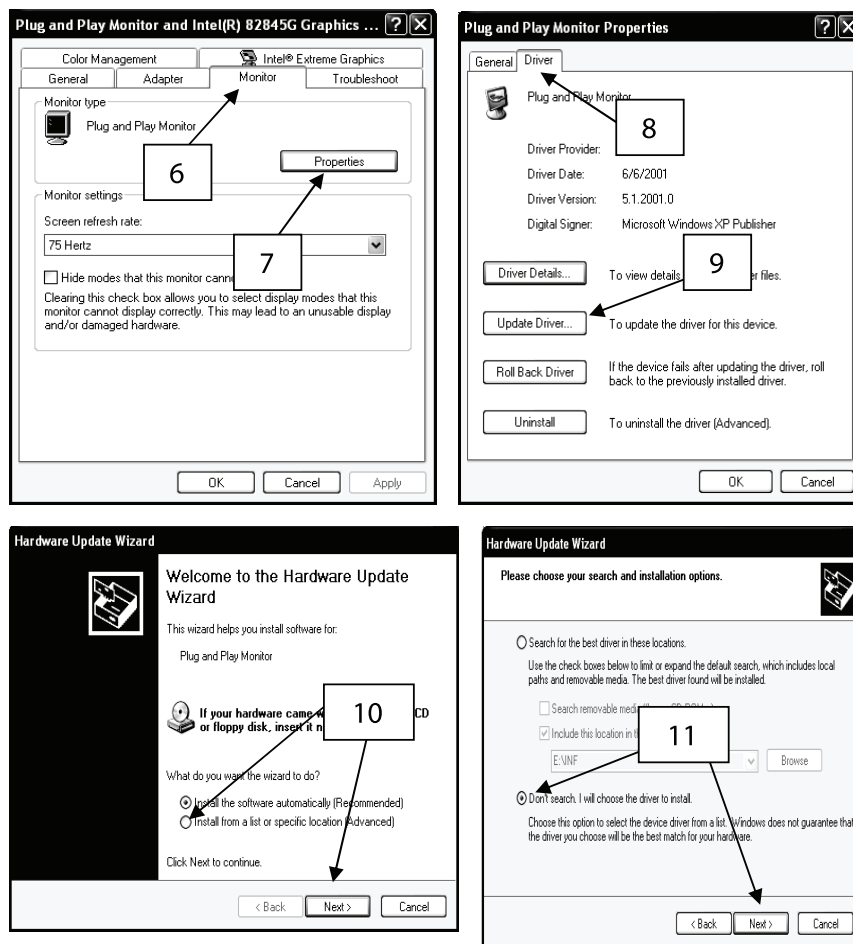 Plug and Play Monitor and Intel(R) 82845G Graphics ...
Color Management
Intel® Extreme Graphics
General
Adapter
Monitor
Troubleshoot
Monitor type
Plug and Play Monitor
6
Properties
Monitor settings
Screen refresh rate:
75 Hertz
7
Hide modes that this monitor
Clearing this check box allows you to select display modes that this
monitor cannot display correctly. This may lead to an unusable display
and/or damaged hardware.
OK
Cancel
Apply
Plug and Play Monitor Properties
General
Driver
Plug and Play Monitor
8
Driver Provider:
Driver Date:
6/6/2001
Driver Version:
5.1.2001.0
Digital Signer:
Microsoft Windows XP Publisher
9
Driver Details...
To view details files.
Update Driver...
To update the driver for this device.
Roll Back Driver
If the device fails after updating the driver, roll
back to the previously installed driver.
Uninstall
To uninstall the driver (Advanced).
OK
Cancel
Hardware Update Wizard
Welcome to the Hardware Update
Wizard
This wizard helps you install software for:
Plug and Play Monitor
If your hardware came CD
or floppy disk, insert it
10
What do you want the wizard to do?
Install the software automatically (Recommended)
Install from a list or specific location (Advanced)
Click Next to continue.
< Back
Next >
Cancel
Hardware Update Wizard
Please choose your search and installation options.
Search for the best driver in these locations.
Use the check boxes below to limit or expand the default search, which includes local
paths and removable media. The best driver found will be installed.
Search removable
Include this location in
11
E:\INF
Browse
Don't search. I will choose the driver to install.
Choose this option to select the device driver from a list. Windows does not guarantee that
the driver you choose will be the best match for your hardware.
< Back
Next >
Cancel